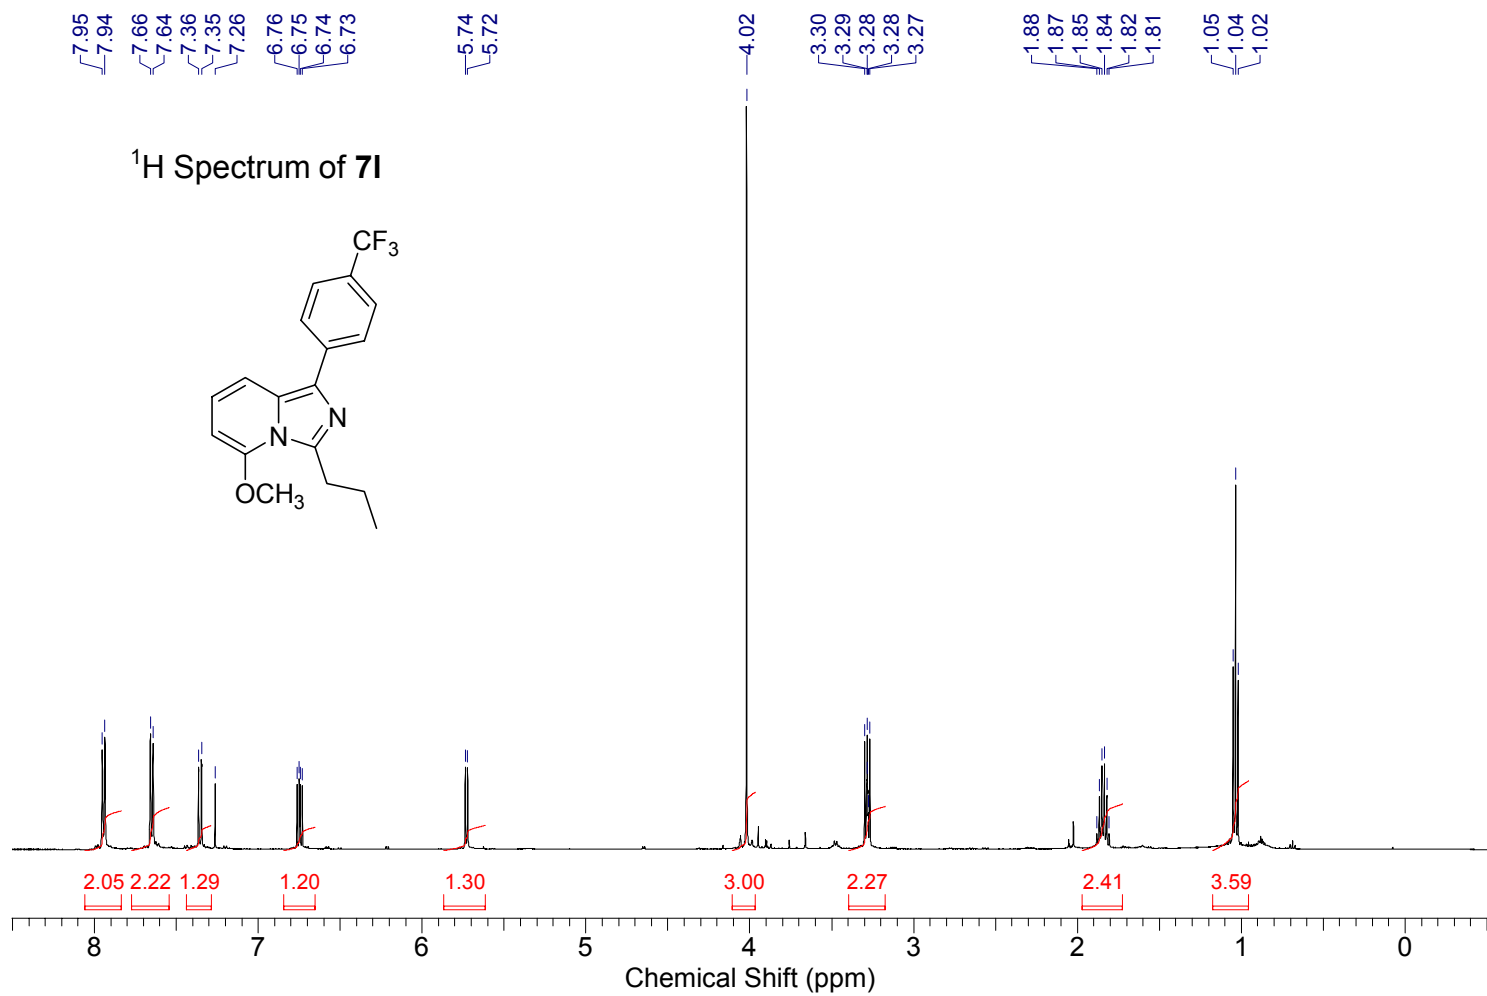 7.95 7.94 7.66 7.64 7.36 7.35 7.26 6.76 6.75 6.74 6.73 5.74 5.72 4.02 3.30 3.29 3.28 3.28 3.27 1.88 1.87 1.85 1.84 1.82 1.81 1.05 1.04 1.02
1H Spectrum of 7l
CF3
N
N
OCH3
2.05 2.22 1.29 1.20 1.30 3.00 2.27 2.41 3.59
8 7 6 5 4 3 2 1 0
Chemical Shift (ppm)